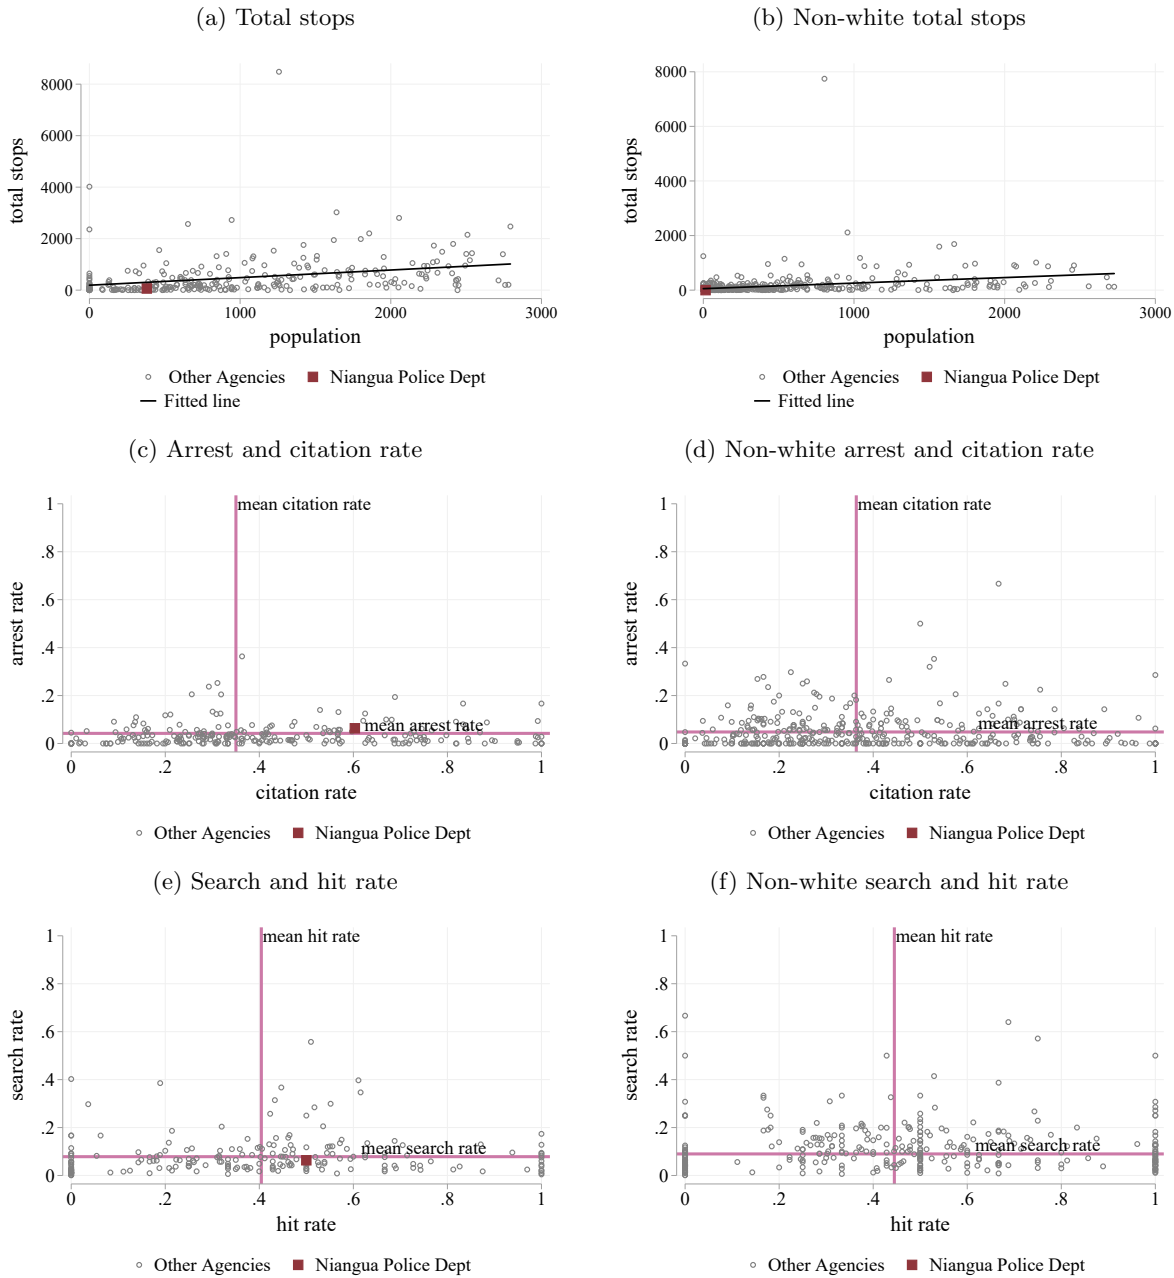 (a) Total stops
(b) Non-white total stops
total stops
8000
6000
4000
2000
0
0 1000 2000 3000
population
Other Agencies Niangua Police Dept
Fitted line
total stops
8000
6000
4000
2000
0
0 1000 2000 3000
population
Other Agencies Niangua Police Dept
Fitted line
(c) Arrest and citation rate
(d) Non-white arrest and citation rate
arrest rate
1
.8
.6
.4
.2
0
mean citation rate
mean arrest rate
0 .2 .4 .6 .8 1
citation rate
Other Agencies Niangua Police Dept
arrest rate
1
.8
.6
.4
.2
0
mean citation rate
mean arrest rate
0 .2 .4 .6 .8 1
citation rate
Other Agencies Niangua Police Dept
(e) Search and hit rate
(f) Non-white search and hit rate
search rate
1
.8
.6
.4
.2
0
mean hit rate
mean search rate
0 .2 .4 .6 .8 1
hit rate
Other Agencies Niangua Police Dept
search rate
1
.8
.6
.4
.2
0
mean hit rate
mean search rate
0 .2 .4 .6 .8 1
hit rate
Other Agencies Niangua Police Dept